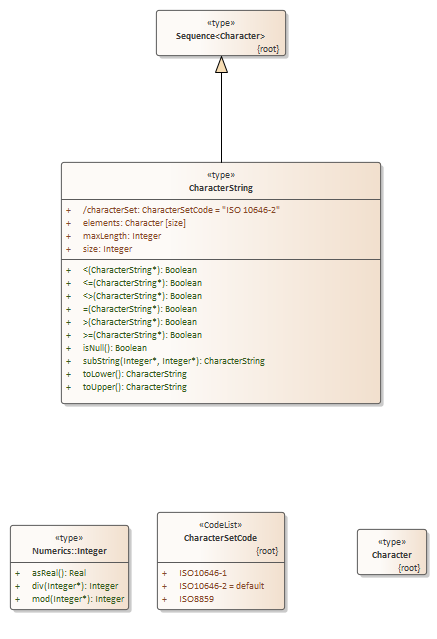 «type»
Sequence<Character>
{root}
«type»
CharacterString
+ /characterSet: CharacterSetCode = "ISO 10646-2"
+ elements: Character [size]
+ maxLength: Integer
+ size: Integer
+ <(CharacterString*): Boolean
+ <=(CharacterString*): Boolean
+ <>(CharacterString*): Boolean
+ =(CharacterString*): Boolean
+ >(CharacterString*): Boolean
+ >=(CharacterString*): Boolean
+ isNull(): Boolean
+ subString(Integer*, Integer*): CharacterString
+ toLower(): CharacterString
+ toUpper(): CharacterString
«type»
Numerics::Integer
+ asReal(): Real
+ div(Integer*): Integer
+ mod(Integer*): Integer
«CodeList»
CharacterSetCode
{root}
+ ISO10646-1
+ ISO10646-2 = default
+ ISO8859
«type»
Character
{root}